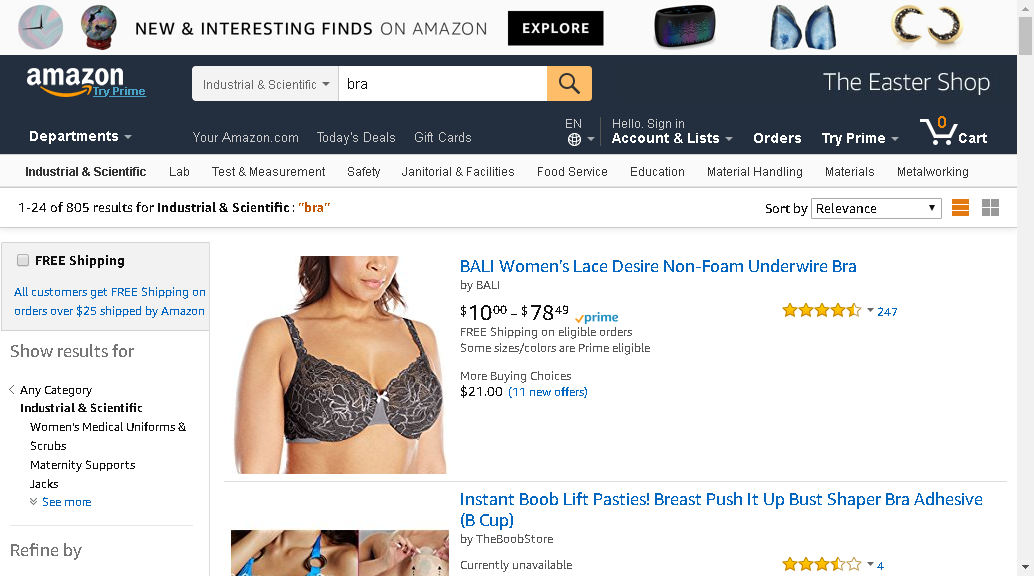 NEW & INTERESTING FINDS ON AMAZON EXPLORE
amazon
Try Prime
Industrial & Scientific bra
The Easter Shop
Departments Your Amazon.com Today's Deals Gift Cards
EN
Hello. Sign in
Account & Lists Orders Try Prime 0 Cart
Industrial & Scientific Lab Test & Measurement Safety Janitorial & Facilities Food Service Education Material Handling Materials Metalworking
1-24 of 805 results for Industrial & Scientific : "bra"
Sort by Relevance
FREE Shipping
All customers get FREE Shipping on
orders over $25 shipped by Amazon
Show results for
Any Category
Industrial & Scientific
Women's Medical Uniforms &
Scrubs
Maternity Supports
Jacks
See more
Refine by
BALI Women's Lace Desire Non-Foam Underwire Bra
by BALI
$10.00 - $78.49 prime
FREE Shipping on eligible orders
Some sizes/colors are Prime eligible
247
More Buying Choices
$21.00 (11 new offers)
Instant Boob Lift Pasties! Breast Push It Up Bust Shaper Bra Adhesive
(B Cup)
by TheBoobStore
Currently unavailable
4